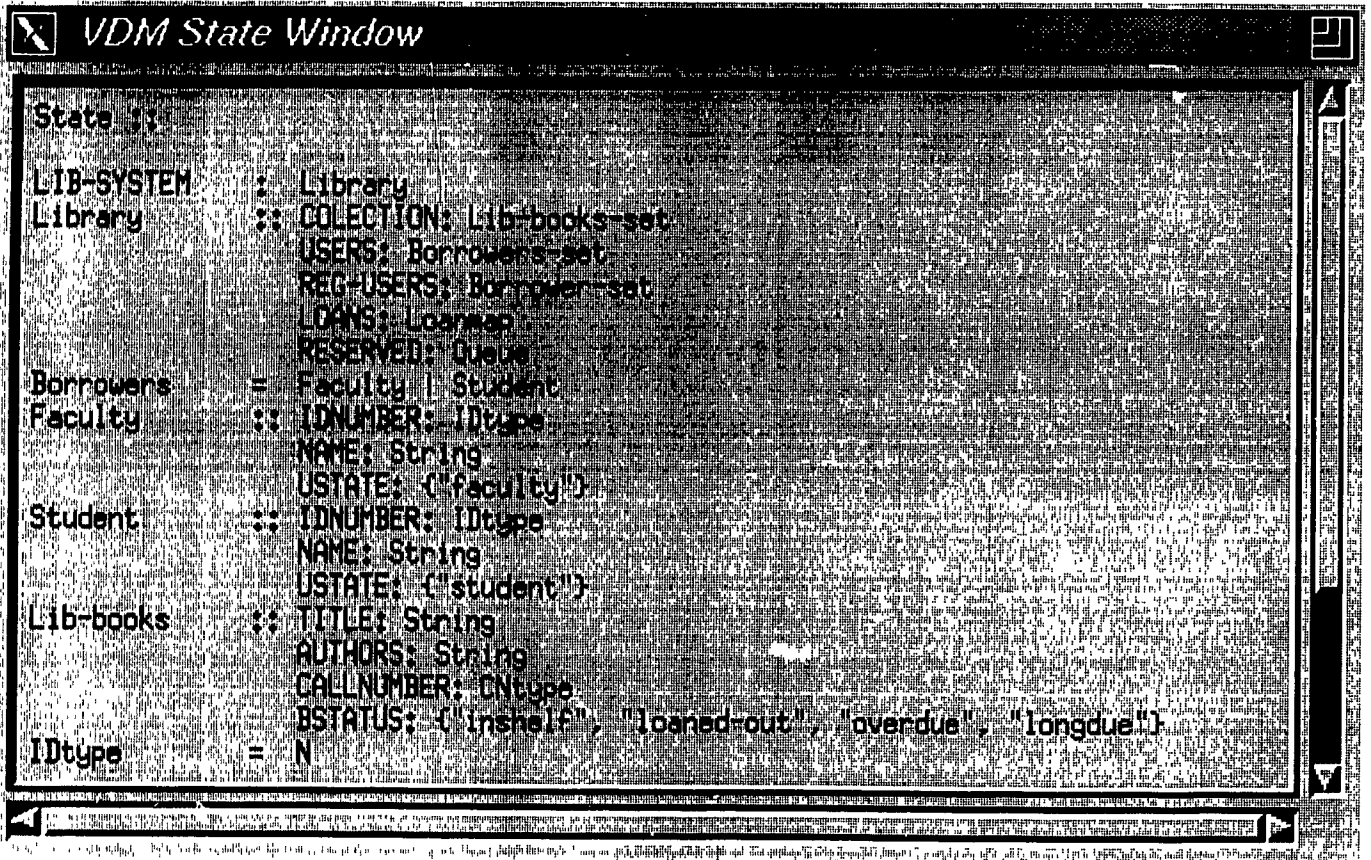 VDM State Window
State ::
LIB-SYSTEM : Library
Library :: COLECTION: Lib-books-set
USERS: Borrowers-set
REG-USERS: Borrower-set
LOANS: Loanmap
RESERVED: Queue
Borrowers = Faculty | Student
Faculty :: IDNUMBER: IDtype
NAME: String
USTATE: {"faculty"}
Student :: IDNUMBER: IDtype
NAME: String
USTATE: {"student"}
Lib-books :: TITLE: String
AUTHORS: String
CALLNUMBER: CNtype
BSTATUS: {"inshelf", "loaned-out", "overdue", "longdue"}
IDtype = N